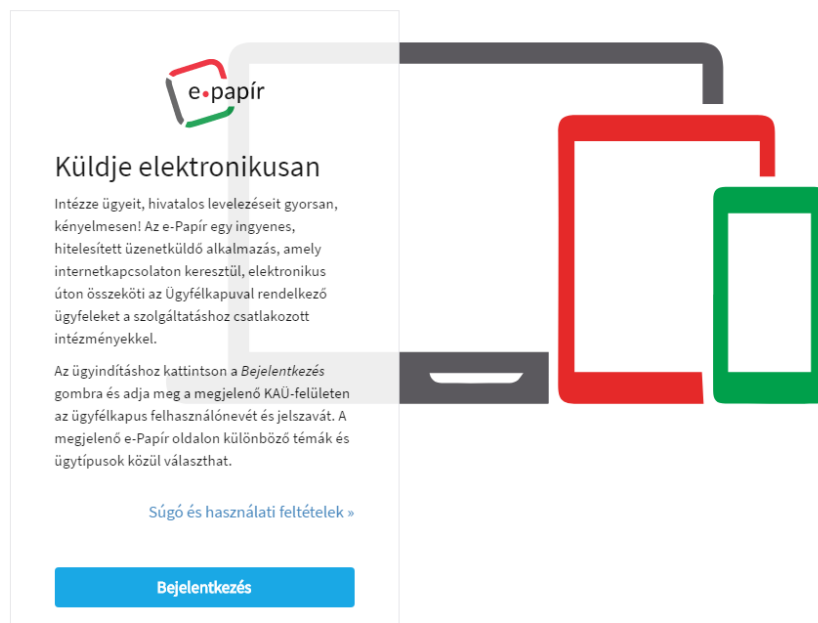 e•papír
Küldje elektronikusan
Intézze ügyeit, hivatalos levelezéseit gyorsan,
kényelmesen! Az e-Papír egy ingyenes,
hitelesített üzenetküldő alkalmazás, amely
internetkapcsolaton keresztül, elektronikus
úton összeköti az Ügyfélkapuval rendelkező
ügyfeleket a szolgáltatáshoz csatlakozott
intézményekkel.
Az ügyindításhoz kattintson a Bejelentkezés
gombra és adja meg a megjelenő KAÜ-felületen
az ügyfélkapus felhasználónevét és jelszavát. A
megjelenő e-Papír oldalon különböző témák és
ügytípusok közül választhat.
Súgó és használati feltételek »
Bejelentkezés